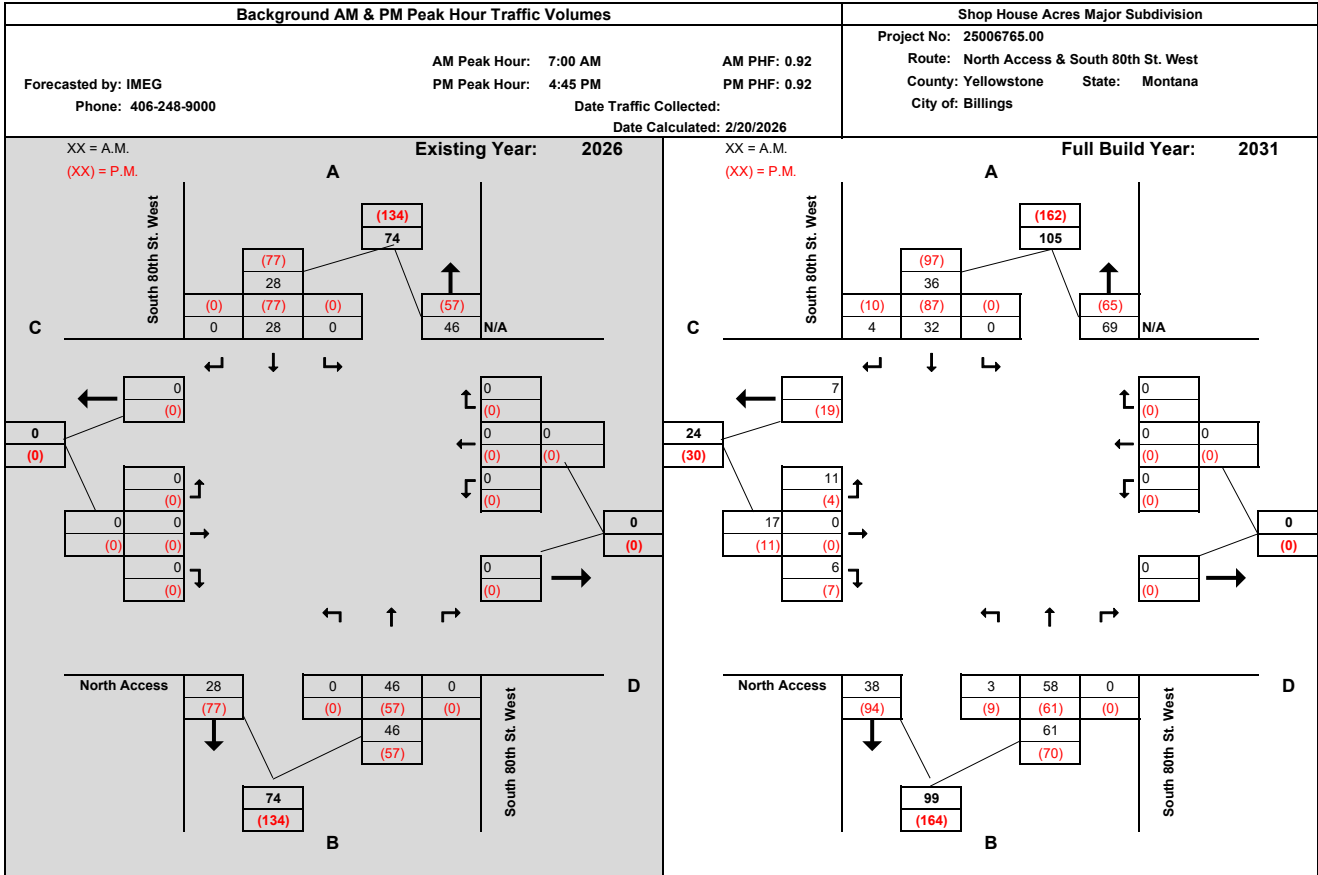 Background AM & PM Peak Hour Traffic Volumes
Shop House Acres Major Subdivision
Project No: 25006765.00
AM Peak Hour: 7:00 AM AM PHF: 0.92
Route: North Access & South 80th St. West
Forecasted by: IMEG PM Peak Hour: 4:45 PM PM PHF: 0.92
County: Yellowstone State: Montana
Phone: 406-248-9000 Date Traffic Collected:
City of: Billings
Date Calculated: 2/20/2026
XX = A.M. Existing Year: 2026
(XX) = P.M.
A
South 80th St. West
(134)
74
(77)
28
(0) (77) (0) (57)
0 28 0 46 N/A
C
0 0
(0) (0)
0 0 0
(0) (0) (0)
0 0
(0) (0)
0 0 0
(0) (0) (0)
0 0
(0) (0)
North Access 28 0 46 0 D
(77) (0) (57) (0)
46
(57)
South 80th St. West
74
(134)
B
XX = A.M. Full Build Year: 2031
(XX) = P.M.
A
South 80th St. West
(162)
105
(97)
36
(10) (87) (0) (65)
4 32 0 69 N/A
C
7 0
(19) (0)
24 0 0
(30) (0) (0)
11 0
(4) (0)
17 0 0
(11) (0) (0)
6 0
(7) (0)
North Access 38 3 58 0 D
(94) (9) (61) (0)
61
(70)
South 80th St. West
99
(164)
B